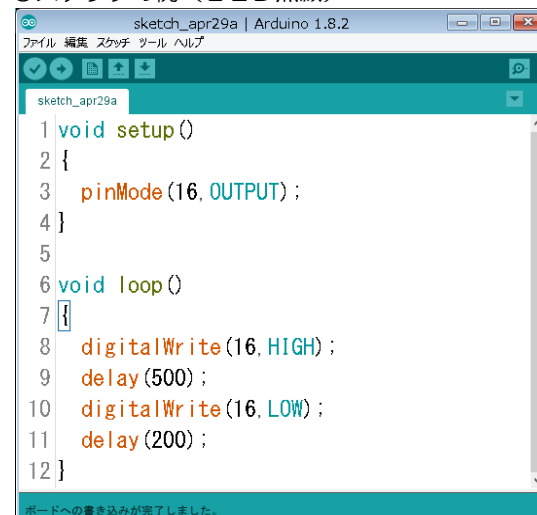 sketch_apr29a | Arduino 1.8.2
ファイル 編集 スケッチ ツール ヘルプ
sketch_apr29a
1 void setup()
2 {
3 pinMode(16,OUTPUT);
4 }
5
6 void loop()
7 {
8 digitalWrite(16,HIGH);
9 delay(500);
10 digitalWrite(16,LOW);
11 delay(200);
12 }
ボードへの書き込みが完了しました。